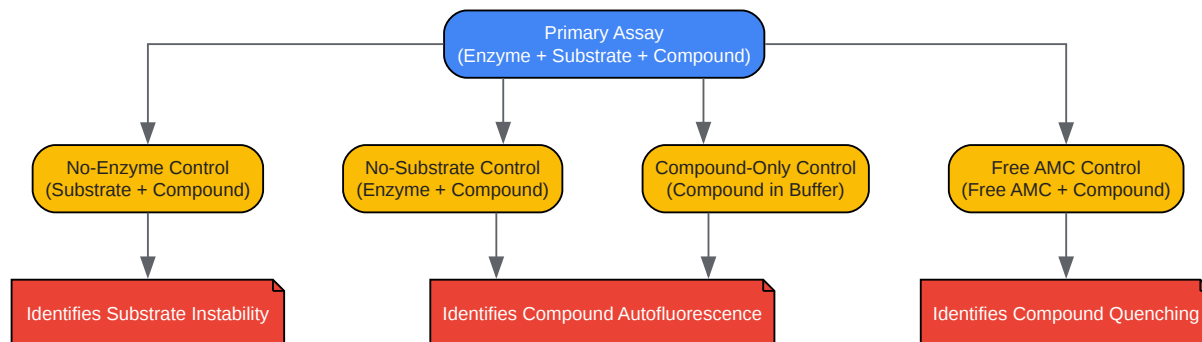 Primary Assay
(Enzyme + Substrate + Compound)
No-Enzyme Control
(Substrate + Compound)
No-Substrate Control
(Enzyme + Compound)
Compound-Only Control
(Compound in Buffer)
Free AMC Control
(Free AMC + Compound)
Identifies Substrate Instability
Identifies Compound Autofluorescence
Identifies Compound Quenching